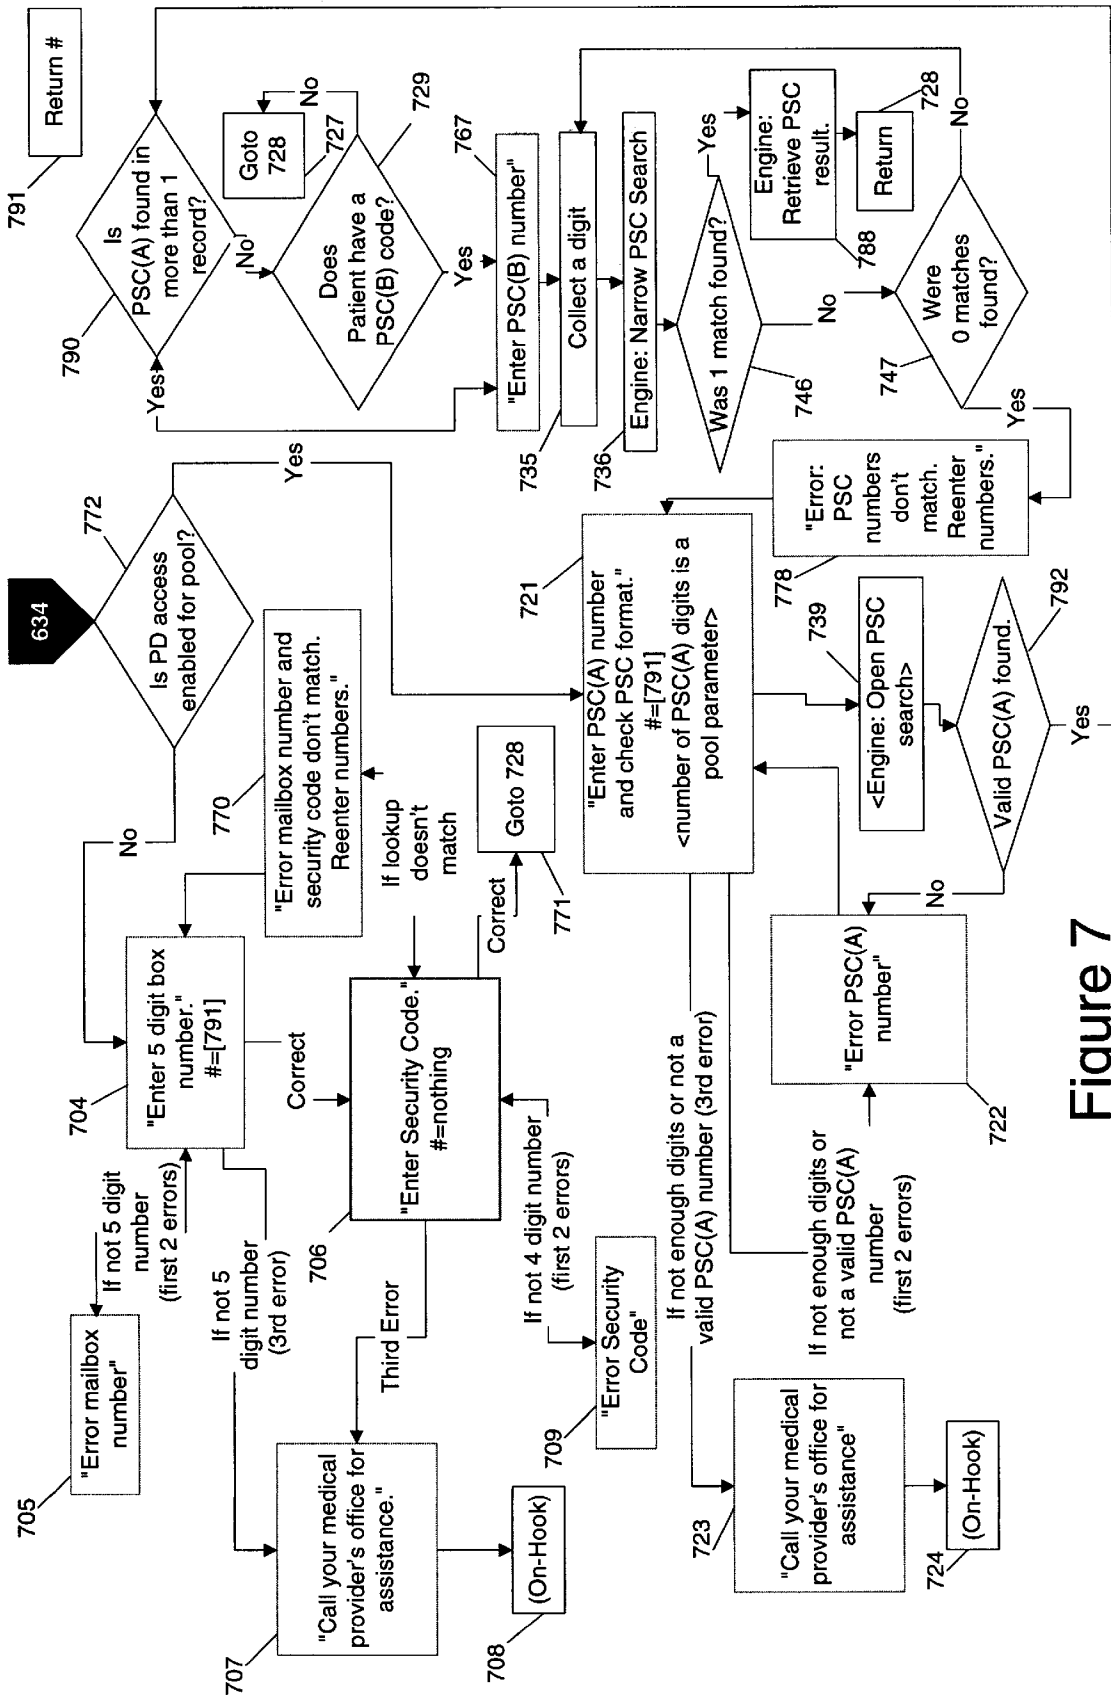 634
772
Is PD access
enabled for pool?
No
Yes
705
"Error mailbox
number"
If not 5 digit
number
(first 2 errors)
704
"Enter 5 digit box
number."
#=[791]
770
"Error mailbox number and
security code don't match.
Reenter numbers."
If not 5
digit number
(3rd error)
Correct
If lookup
doesn't
match
706
"Enter Security Code."
#=nothing
Correct
Goto 728
771
Third Error
707
"Call your medical
provider's office for
assistance."
(On-Hook)
708
If not 4 digit number
(first 2 errors)
709
"Error Security
Code"
721
"Enter PSC(A) number
and check PSC format."
#=[791]
<number of PSC(A) digits is a
pool parameter>
If not enough digits or not a
valid PSC(A) number (3rd error)
723
"Call your medical
provider's office for
assistance"
724
(On-Hook)
If not enough digits or
not a valid PSC(A)
number
(first 2 errors)
722
"Error PSC(A)
number"
No
739
<Engine: Open PSC
search>
792
Valid PSC(A) found.
Yes
791
Return #
790
Is
PSC(A) found in
more than 1
record?
Yes
No
Goto
728
727
No
729
Does
Patient have a
PSC(B) code?
Yes
767
"Enter PSC(B) number"
735
Collect a digit
736
Engine: Narrow PSC Search
Was 1 match found?
746
Yes
No
Engine:
Retrieve PSC
result.
788
728
Return
747
Were
0 matches
found?
No
Yes
778
"Error:
PSC
numbers
don't
match.
Reenter
numbers."
Figure 7